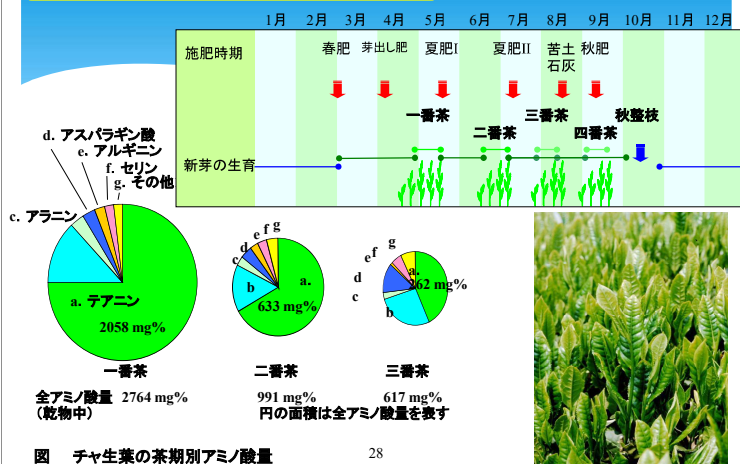 1月 2月 3月 4月 5月 6月 7月 8月 9月 10月 11月 12月
施肥時期
春肥 芽出し肥 夏肥I 夏肥II 苦土 秋肥
石灰
一番茶 三番茶 秋整枝
二番茶 四番茶
新芽の生育
d. アスパラギン酸
e. アルギニン
f. セリン
g. その他
c. アラニン
a. テアニン
2058 mg%
一番茶
c d e f g
b a.
633 mg%
二番茶
c d e f g
a.
262 mg%
b
三番茶
全アミノ酸量 2764 mg% 991 mg% 617 mg%
（乾物中） 円の面積は全アミノ酸量を表す
図 チャ生葉の茶期別アミノ酸量
28